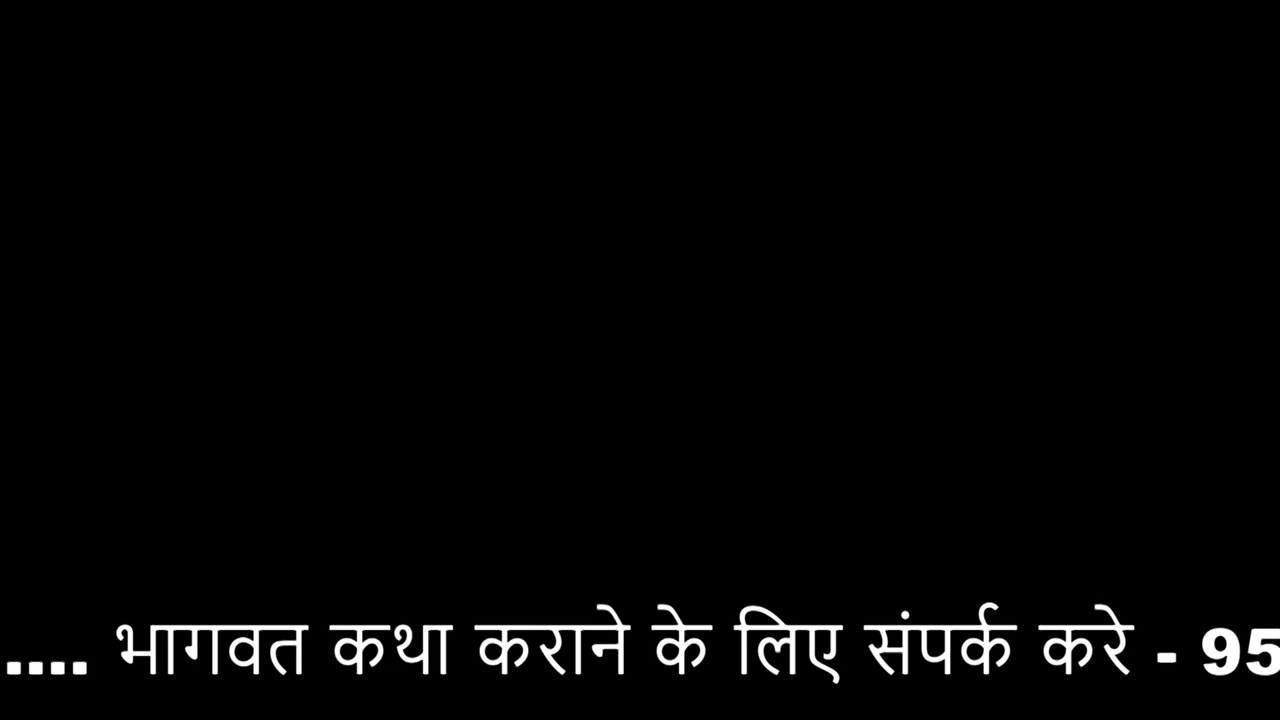 .... भागवत कथा कराने के लिए संपर्क करे - 95